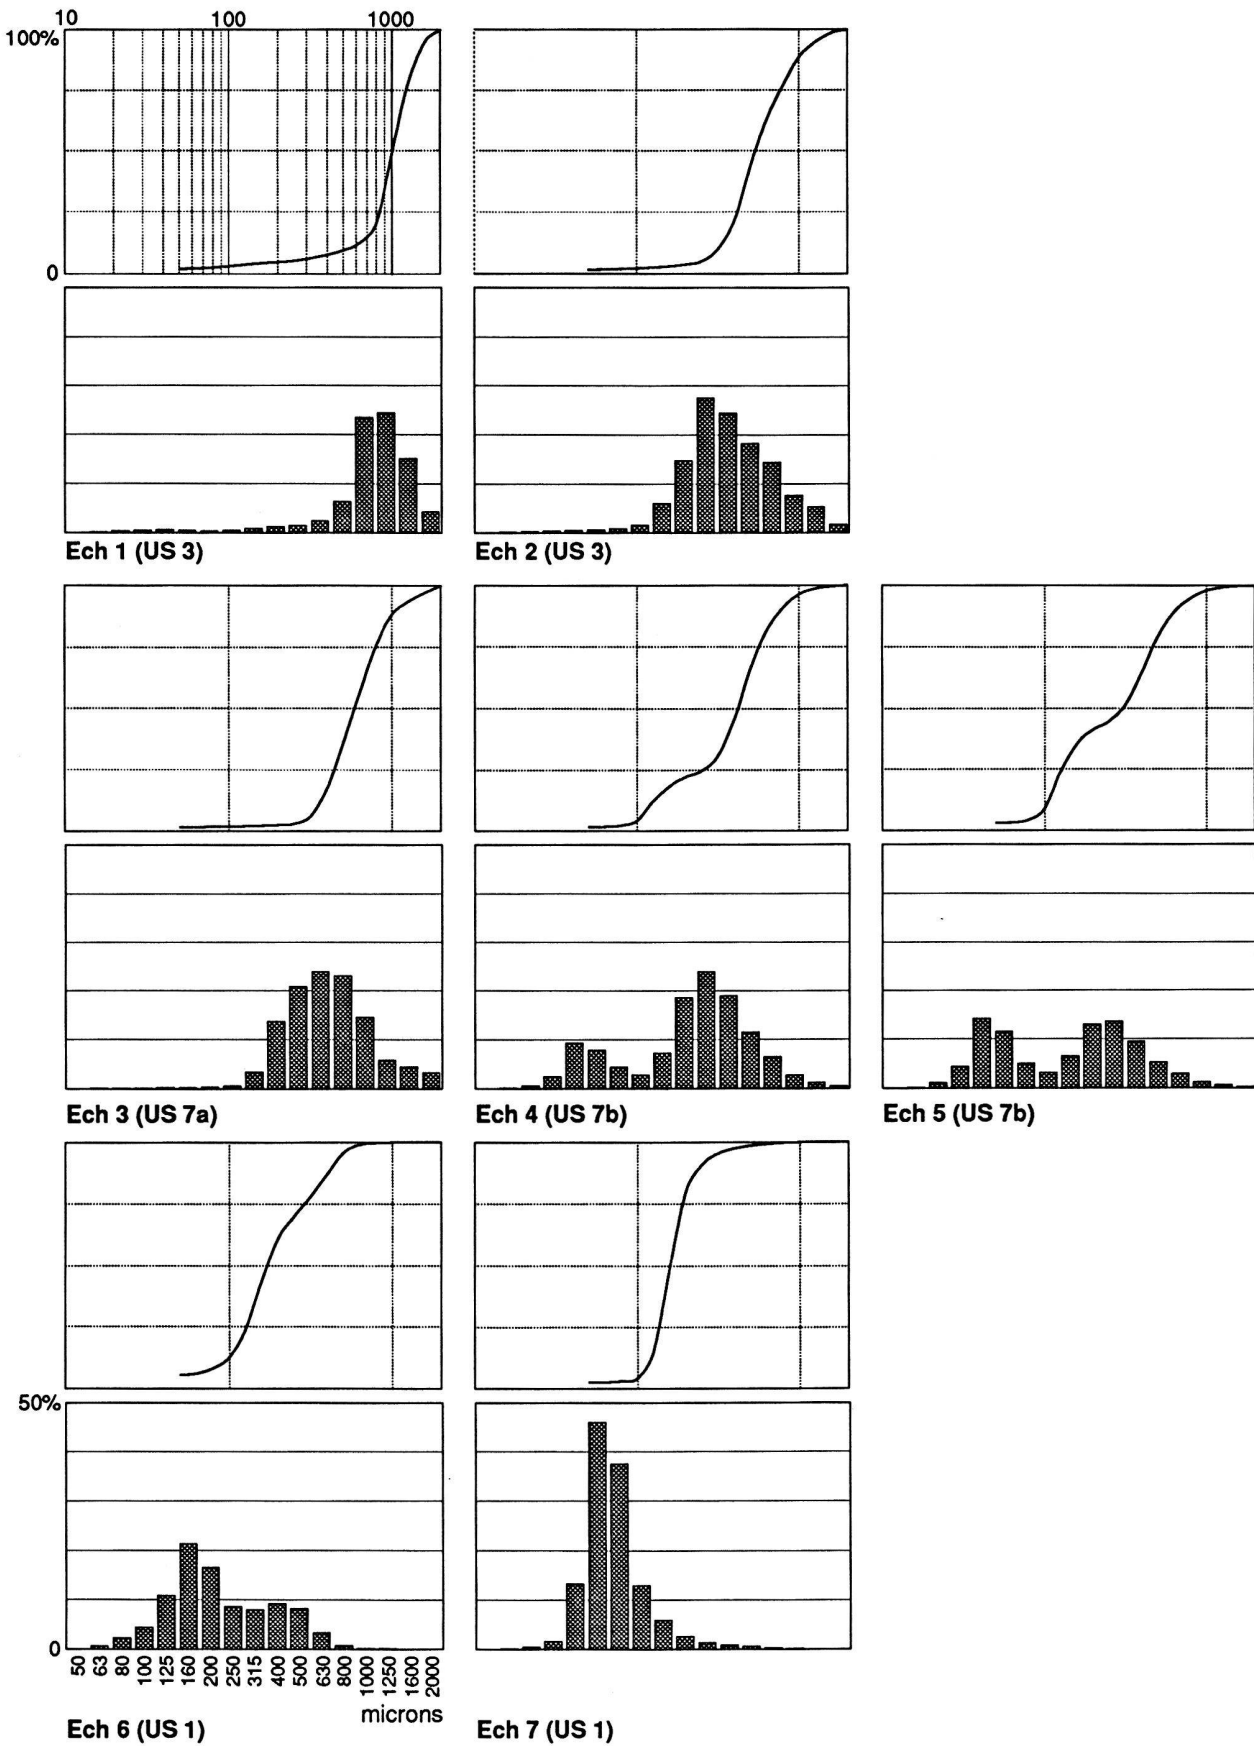 10 100 1000
100%
0
Ech 1 (US 3) Ech 2 (US 3)
Ech 3 (US 7a) Ech 4 (US 7b) Ech 5 (US 7b)
50%
0
50 63 80 100 125 160 200 250 315 400 500 630 800 1000 1250 1600 2000
microns
Ech 6 (US 1) Ech 7 (US 1)